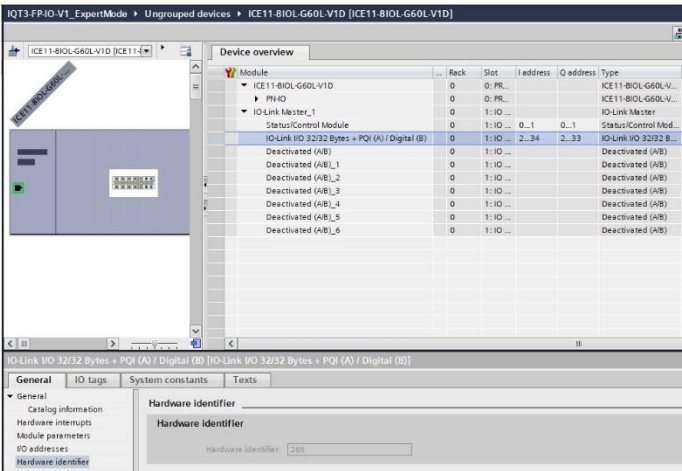 IQT3-FP-IO-V1_ExpertMode ▸ Ungrouped devices ▸ ICE11-8IOL-G60L-V1D [ICE11-8IOL-G60L-V1D]
ICE11-8IOL-G60L-V1D [ICE11-
Device overview
ICE11-8IOL-G60L-
Module ... Rack Slot I address Q address Type
ICE11-8IOL-G60L-V1D 0 0: PR... ICE11-8IOL-G60L-V...
PN-IO 0 0: PR... ICE11-8IOL-G60L-V...
IO-Link Master_1 0 1: IO ... IO-Link Master
Status/Control Module 0 1: IO ... 0...1 0...1 Status/Control Mod...
IO-Link I/O 32/32 Bytes + PQI (A) / Digital (B) 0 1: IO ... 2...34 2...33 IO-Link I/O 32/32 B...
Deactivated (A/B) 0 1: IO ... Deactivated (A/B)
Deactivated (A/B)_1 0 1: IO ... Deactivated (A/B)
Deactivated (A/B)_2 0 1: IO ... Deactivated (A/B)
Deactivated (A/B)_3 0 1: IO ... Deactivated (A/B)
Deactivated (A/B)_4 0 1: IO ... Deactivated (A/B)
Deactivated (A/B)_5 0 1: IO ... Deactivated (A/B)
Deactivated (A/B)_6 0 1: IO ... Deactivated (A/B)
IO-Link I/O 32/32 Bytes + PQI (A) / Digital (B) [IO-Link I/O 32/32 Bytes + PQI (A) / Digital (B)]
General IO tags System constants Texts
General
Catalog information
Hardware interrupts
Module parameters
I/O addresses
Hardware identifier
Hardware identifier
Hardware identifier
Hardware identifier: 265